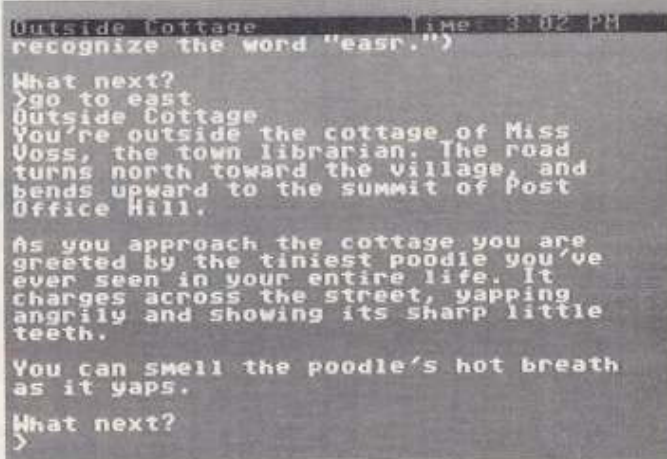 Outside Cottage Time: 3:02 PM
recognize the word "easr.")
What next?
>go to east
Outside Cottage
You're outside the cottage of Miss
Voss, the town librarian. The road
turns north toward the village, and
bends upward to the summit of Post
Office Hill.
As you approach the cottage you are
greeted by the tiniest poodle you've
ever seen in your entire life. It
charges across the street, yapping
angrily and showing its sharp little
teeth.
You can smell the poodle's hot breath
as it yaps.
What next?
>